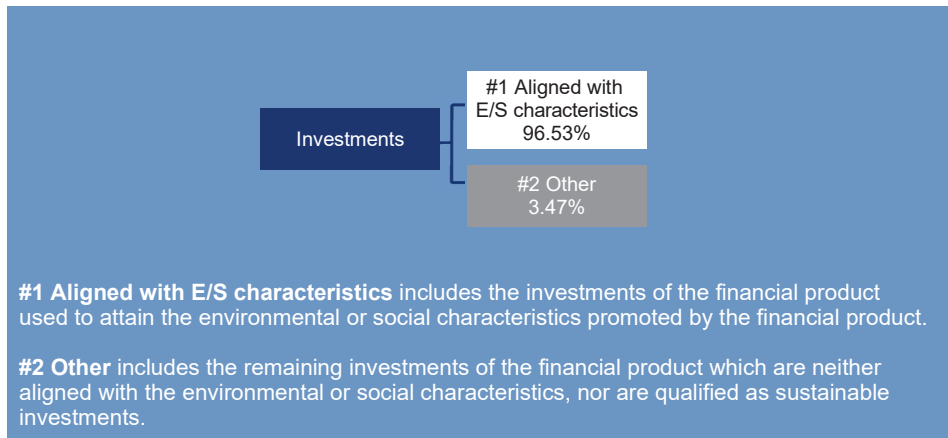 #1 Aligned with
E/S characteristics
96.53%
Investments
#2 Other
3.47%
#1 Aligned with E/S characteristics includes the investments of the financial product
used to attain the environmental or social characteristics promoted by the financial product.
#2 Other includes the remaining investments of the financial product which are neither
aligned with the environmental or social characteristics, nor are qualified as sustainable
investments.